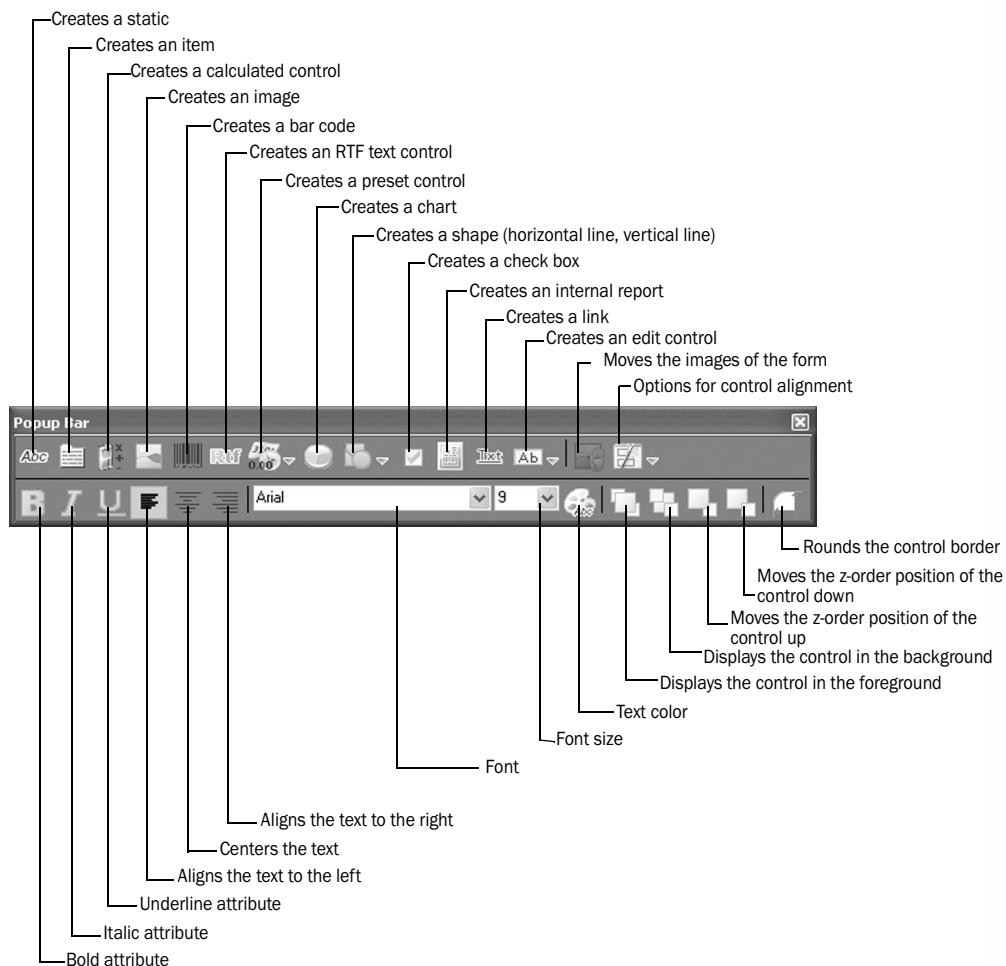 Creates a static
Creates an item
Creates a calculated control
Creates an image
Creates a bar code
Creates an RTF text control
Creates a preset control
Creates a chart
Creates a shape (horizontal line, vertical line)
Creates a check box
Creates an internal report
Creates a link
Creates an edit control
Moves the images of the form
Options for control alignment
Popup Bar
Abc
Rtf
0.00
Txt
Ab
B I U
Arial
9
Rounds the control border
Moves the z-order position of the
control down
Moves the z-order position of the
control up
Displays the control in the background
Displays the control in the foreground
Text color
Font size
Font
Aligns the text to the right
Centers the text
Aligns the text to the left
Underline attribute
Italic attribute
Bold attribute